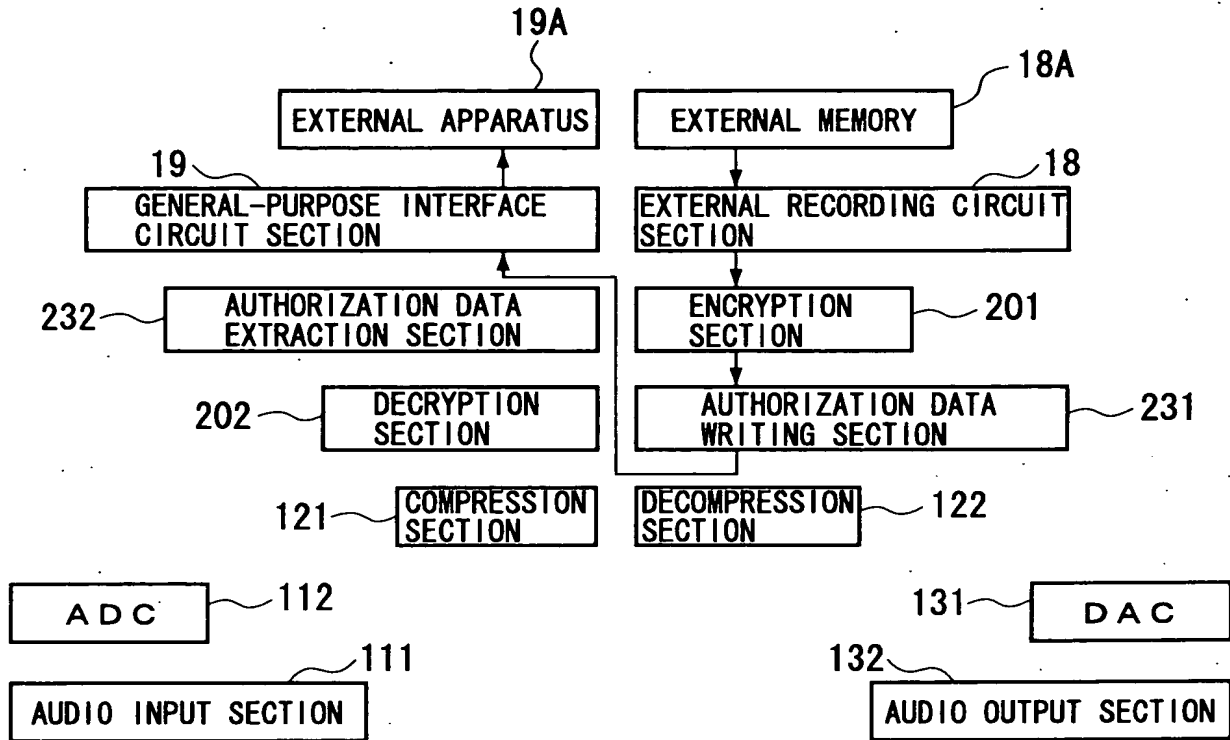 19A
18A
EXTERNAL APPARATUS
EXTERNAL MEMORY
19
18
GENERAL-PURPOSE INTERFACE
CIRCUIT SECTION
EXTERNAL RECORDING CIRCUIT
SECTION
232
AUTHORIZATION DATA
EXTRACTION SECTION
ENCRYPTION
SECTION
201
202
DECRYPTION
SECTION
AUTHORIZATION DATA
WRITING SECTION
231
121
COMPRESSION
SECTION
DECOMPRESSION
SECTION
122
ADC
112
131
DAC
111
132
AUDIO INPUT SECTION
AUDIO OUTPUT SECTION